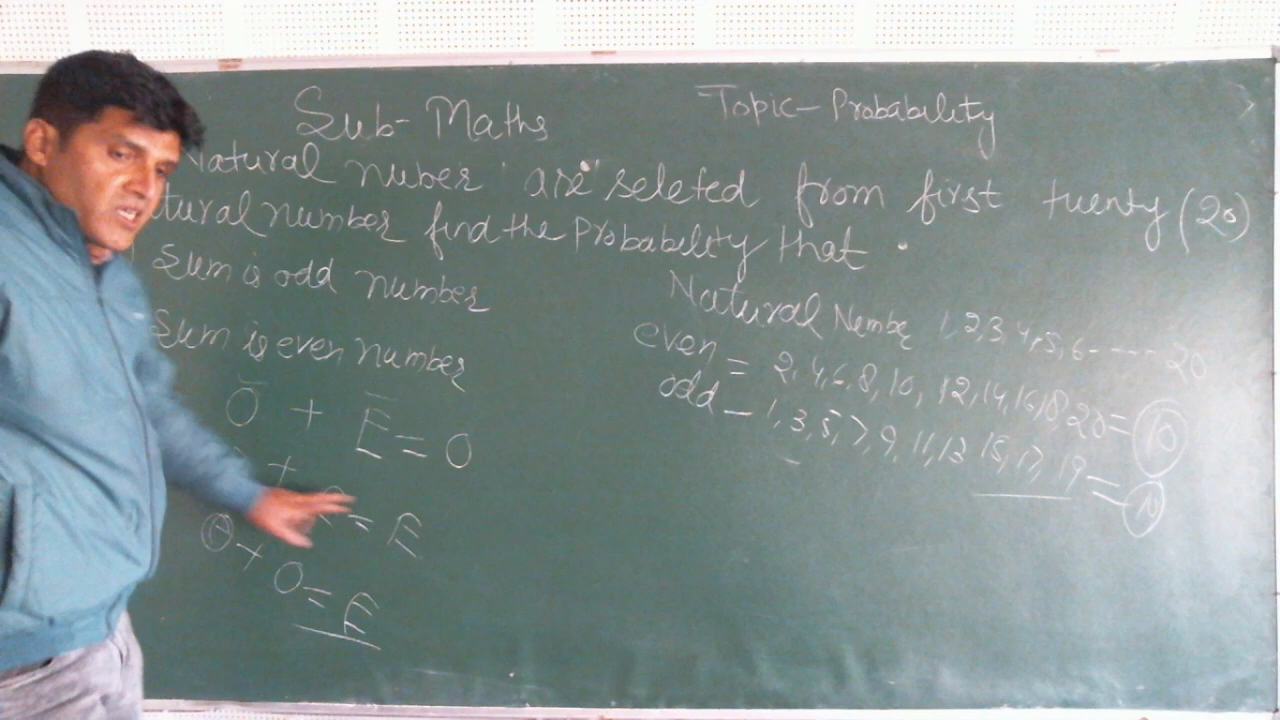 Sub- Maths
Topic- Probability
Natural nuber are seleted from first twenty (20)
tural number find the Probability that .
Sum is odd number
Sum is even number
Natural Nembe 1,2,3,4,5,6---- 20
even = 2,4,6,8,10, 12,14,16,18 20=10
odd - 1,3,5,7,9,11,13 15,17,19 =
O + E = O
+ = E
+ O = E